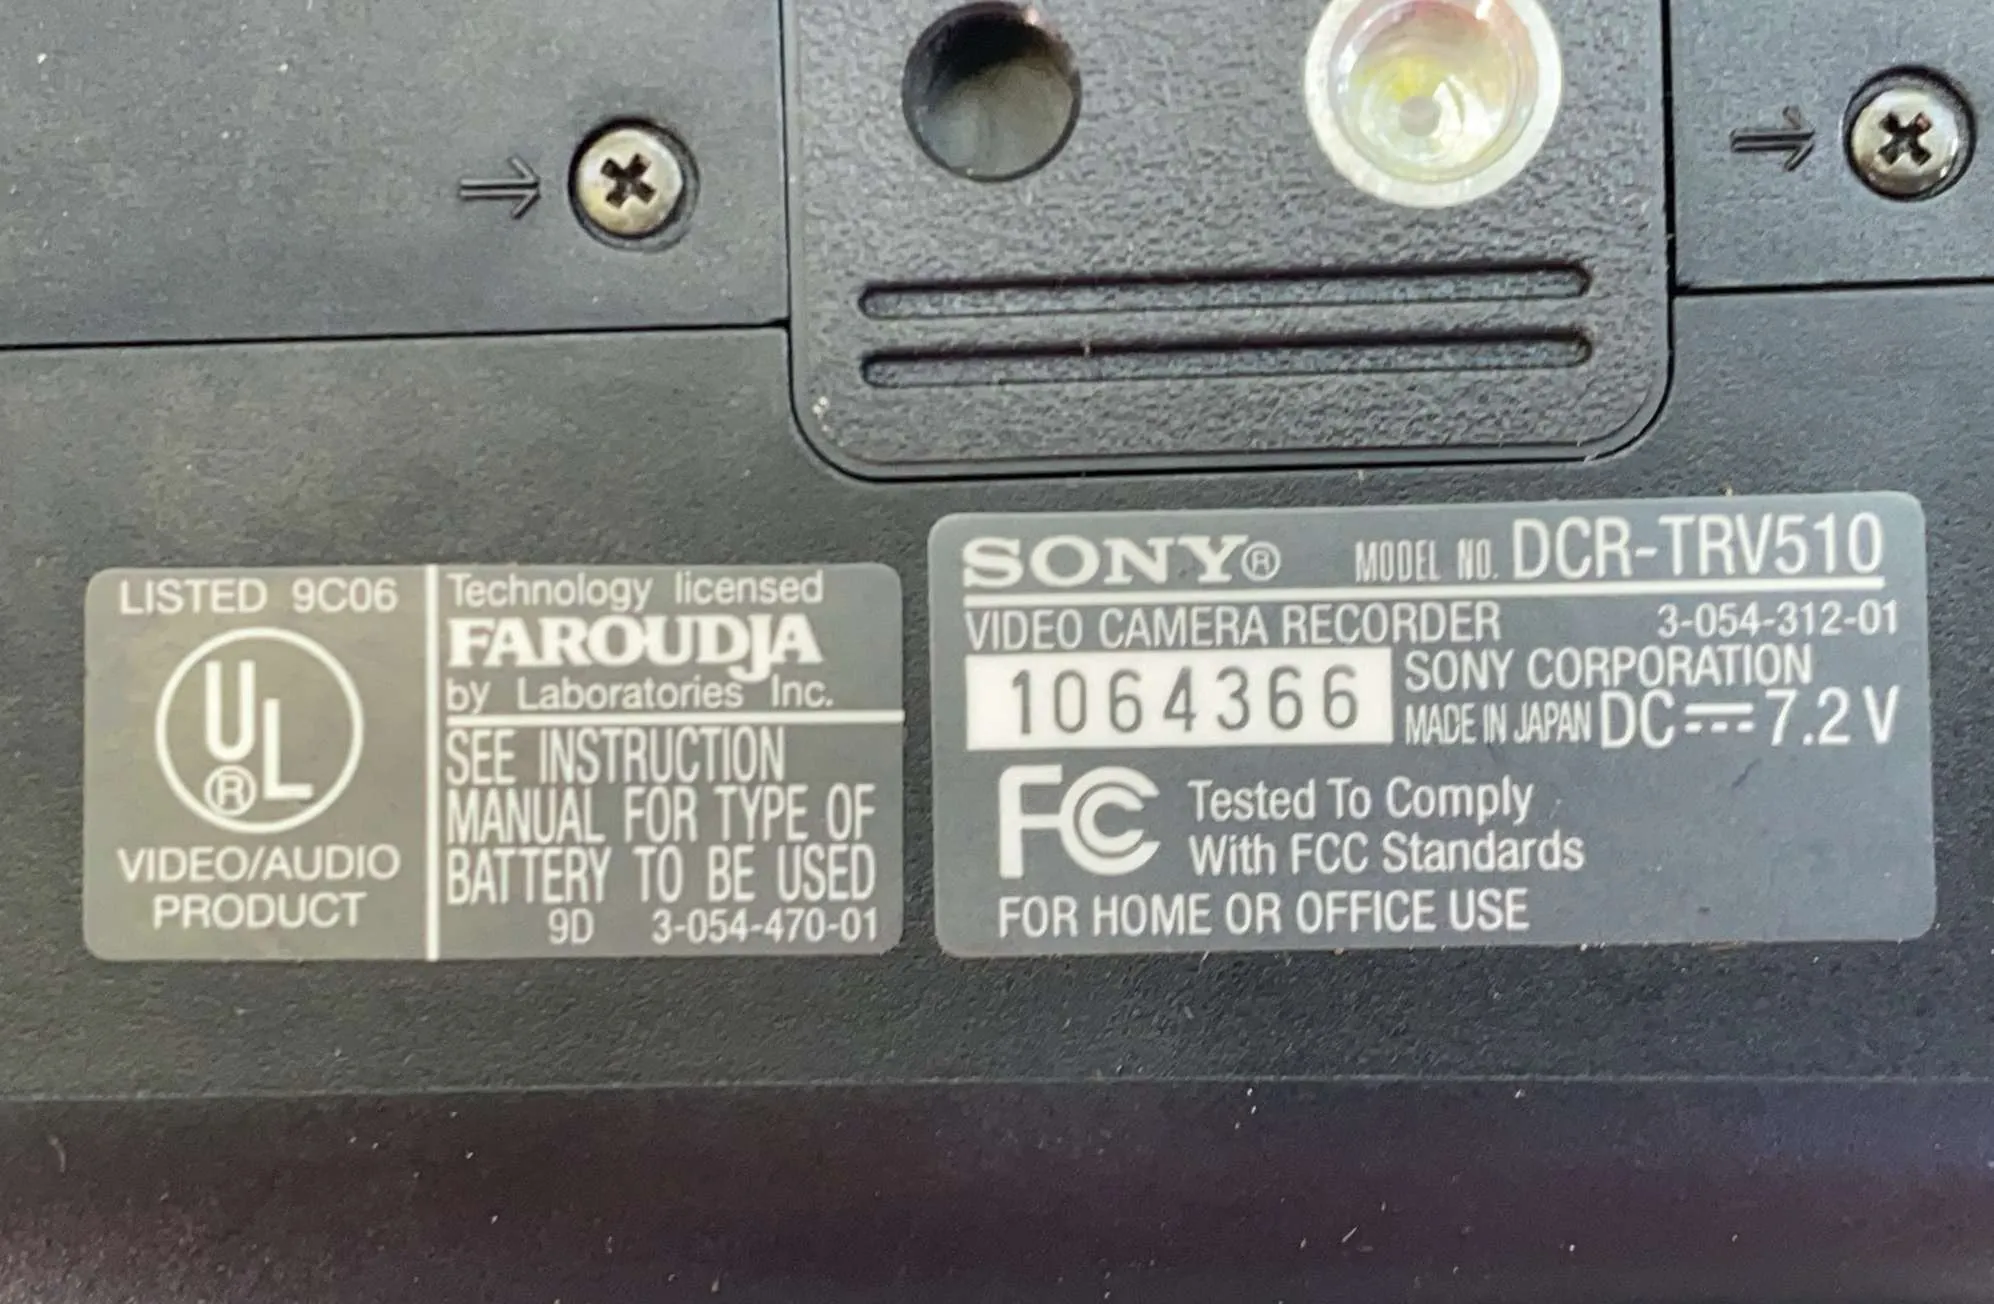 LISTED 9C06
UL®
VIDEO/AUDIO
PRODUCT
Technology licensed
FAROUDJA
by Laboratories Inc.
SEE INSTRUCTION
MANUAL FOR TYPE OF
BATTERY TO BE USED
9D 3-054-470-01
SONY® MODEL NO. DCR-TRV510
VIDEO CAMERA RECORDER 3-054-312-01
1064366
SONY CORPORATION
MADE IN JAPAN DC⎓7.2V
FC Tested To Comply
With FCC Standards
FOR HOME OR OFFICE USE